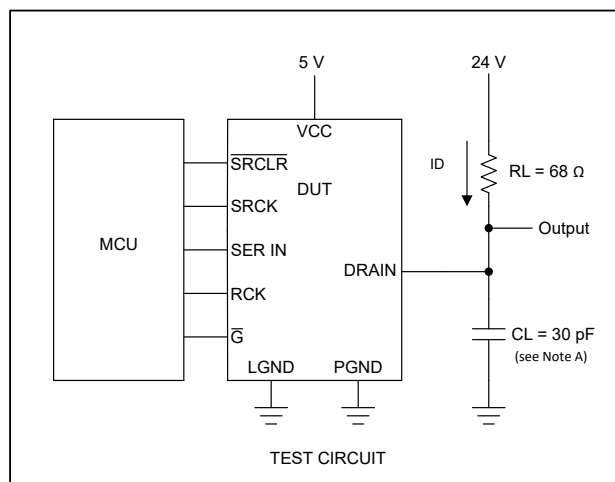 5 V
24 V
VCC
SRCLR
DUT
ID
RL = 68 Ω
SRCK
MCU
Output
SER IN
DRAIN
RCK
CL = 30 pF
G
(see Note A)
LGND
PGND
TEST CIRCUIT